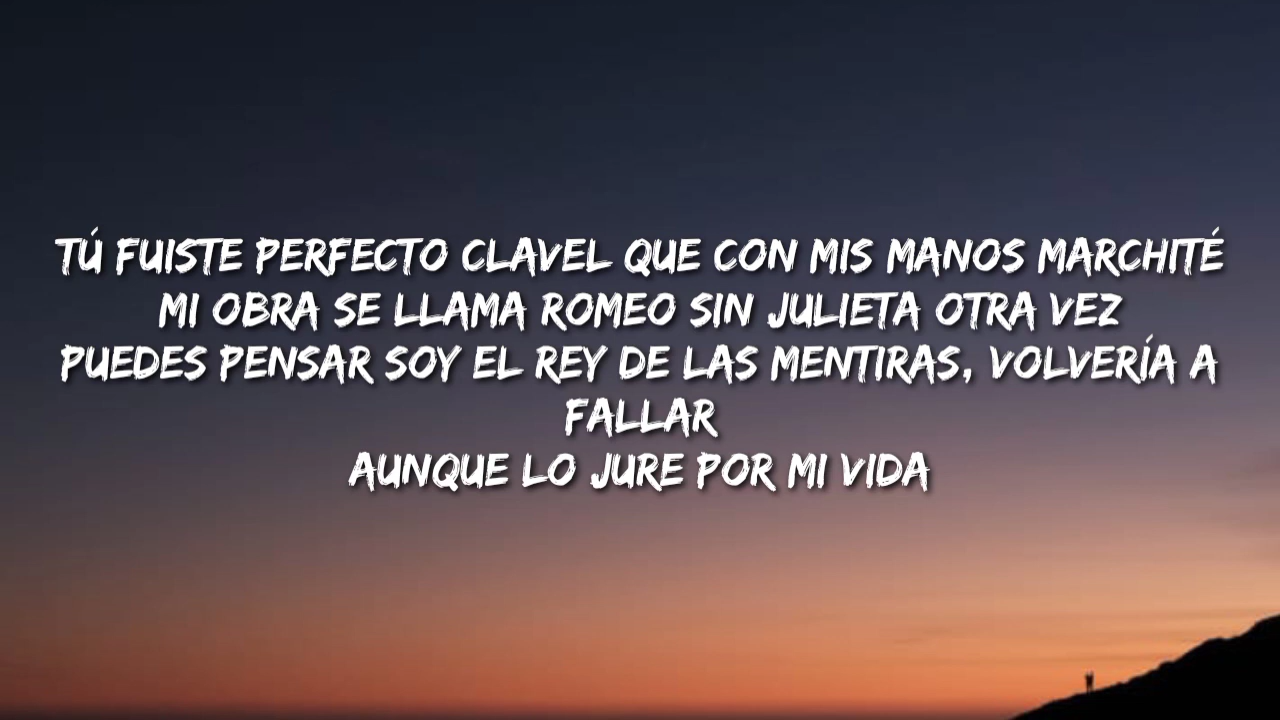 TÚ FUISTE PERFECTO CLAVEL QUE CON MIS MANOS MARCHITÉ
MI OBRA SE LLAMA ROMEO SIN JULIETA OTRA VEZ
PUEDES PENSAR SOY EL REY DE LAS MENTIRAS, VOLVERÍA A
FALLAR
AUNQUE LO JURE POR MI VIDA